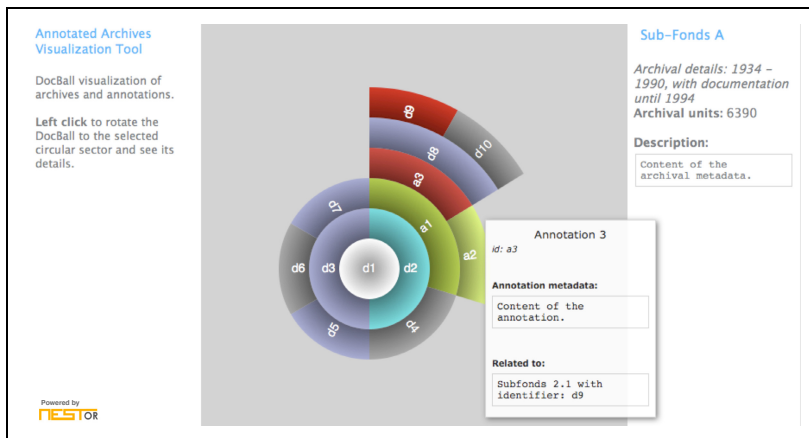 Annotated Archives
Visualization Tool
DocBall visualization of
archives and annotations.
Left click to rotate the
DocBall to the selected
circular sector and see its
details.
Powered by
NESTOR
d9
d10
d8
a3
d7
a1
a2
d6
d3
d1
d2
d5
d4
Annotation 3
id: a3
Annotation metadata:
Content of the
annotation.
Related to:
Subfonds 2.1 with
identifier: d9
Sub-Fonds A
Archival details: 1934 –
1990, with documentation
until 1994
Archival units: 6390
Description:
Content of the
archival metadata.